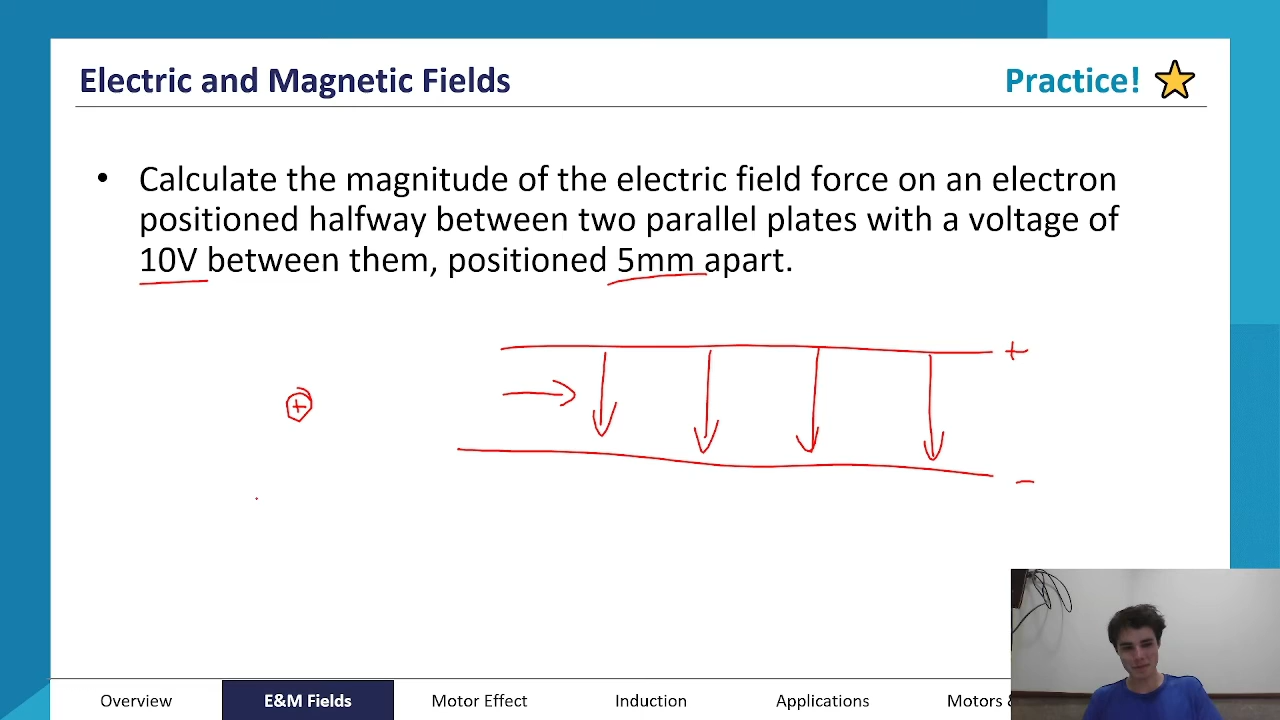 Electric and Magnetic Fields
Practice!
• Calculate the magnitude of the electric field force on an electron
positioned halfway between two parallel plates with a voltage of
10V between them, positioned 5mm apart.
+
+
-
Overview
E&M Fields
Motor Effect
Induction
Applications
Motors &